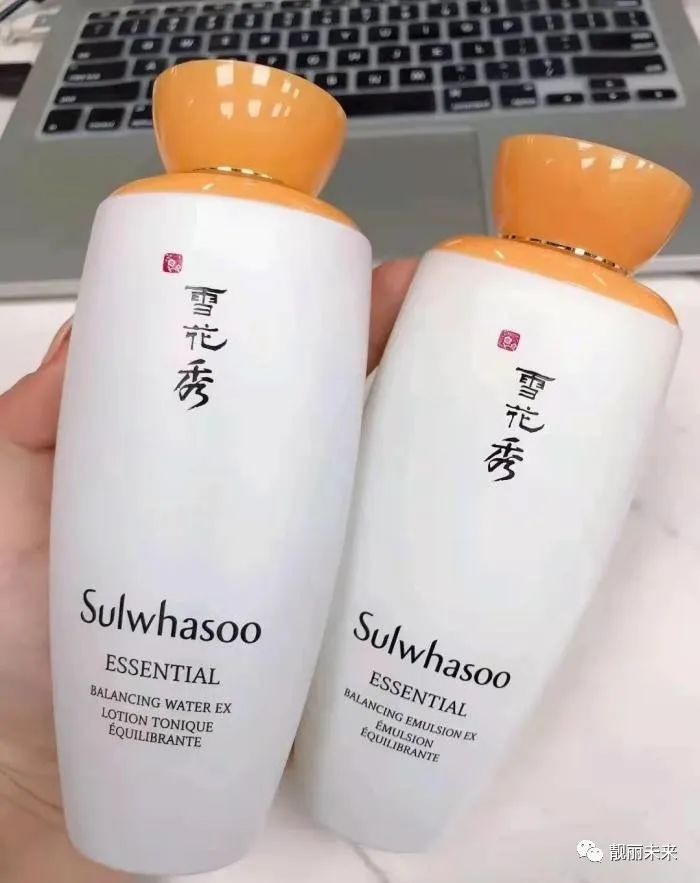 雪花秀
Sulwhasoo
ESSENTIAL
BALANCING WATER EX
LOTION TONIQUE
ÉQUILIBRANTE
雪花秀
Sulwhasoo
ESSENTIAL
BALANCING EMULSION EX
ÉMULSION
ÉQUILIBRANTE
靓丽未来